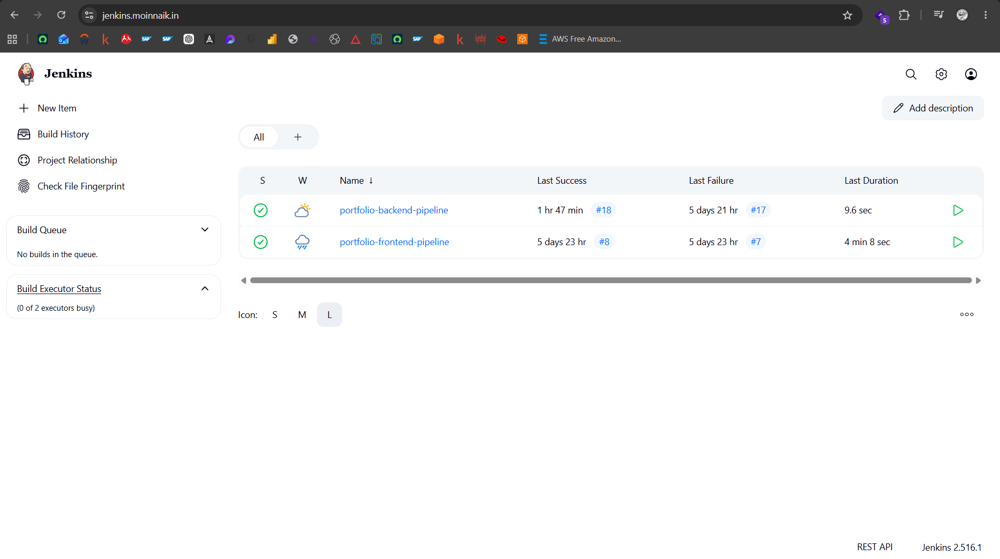 jenkins.moinnaik.in
5
AWS Free Amazon...
Jenkins
New Item
Add description
Build History
All
Project Relationship
Check File Fingerprint
S W Name ↓ Last Success Last Failure Last Duration
portfolio-backend-pipeline 1 hr 47 min #18 5 days 21 hr #17 9.6 sec
portfolio-frontend-pipeline 5 days 23 hr #8 5 days 23 hr #7 4 min 8 sec
Build Queue
No builds in the queue.
Build Executor Status
(0 of 2 executors busy)
Icon: S M L
REST API Jenkins 2.516.1